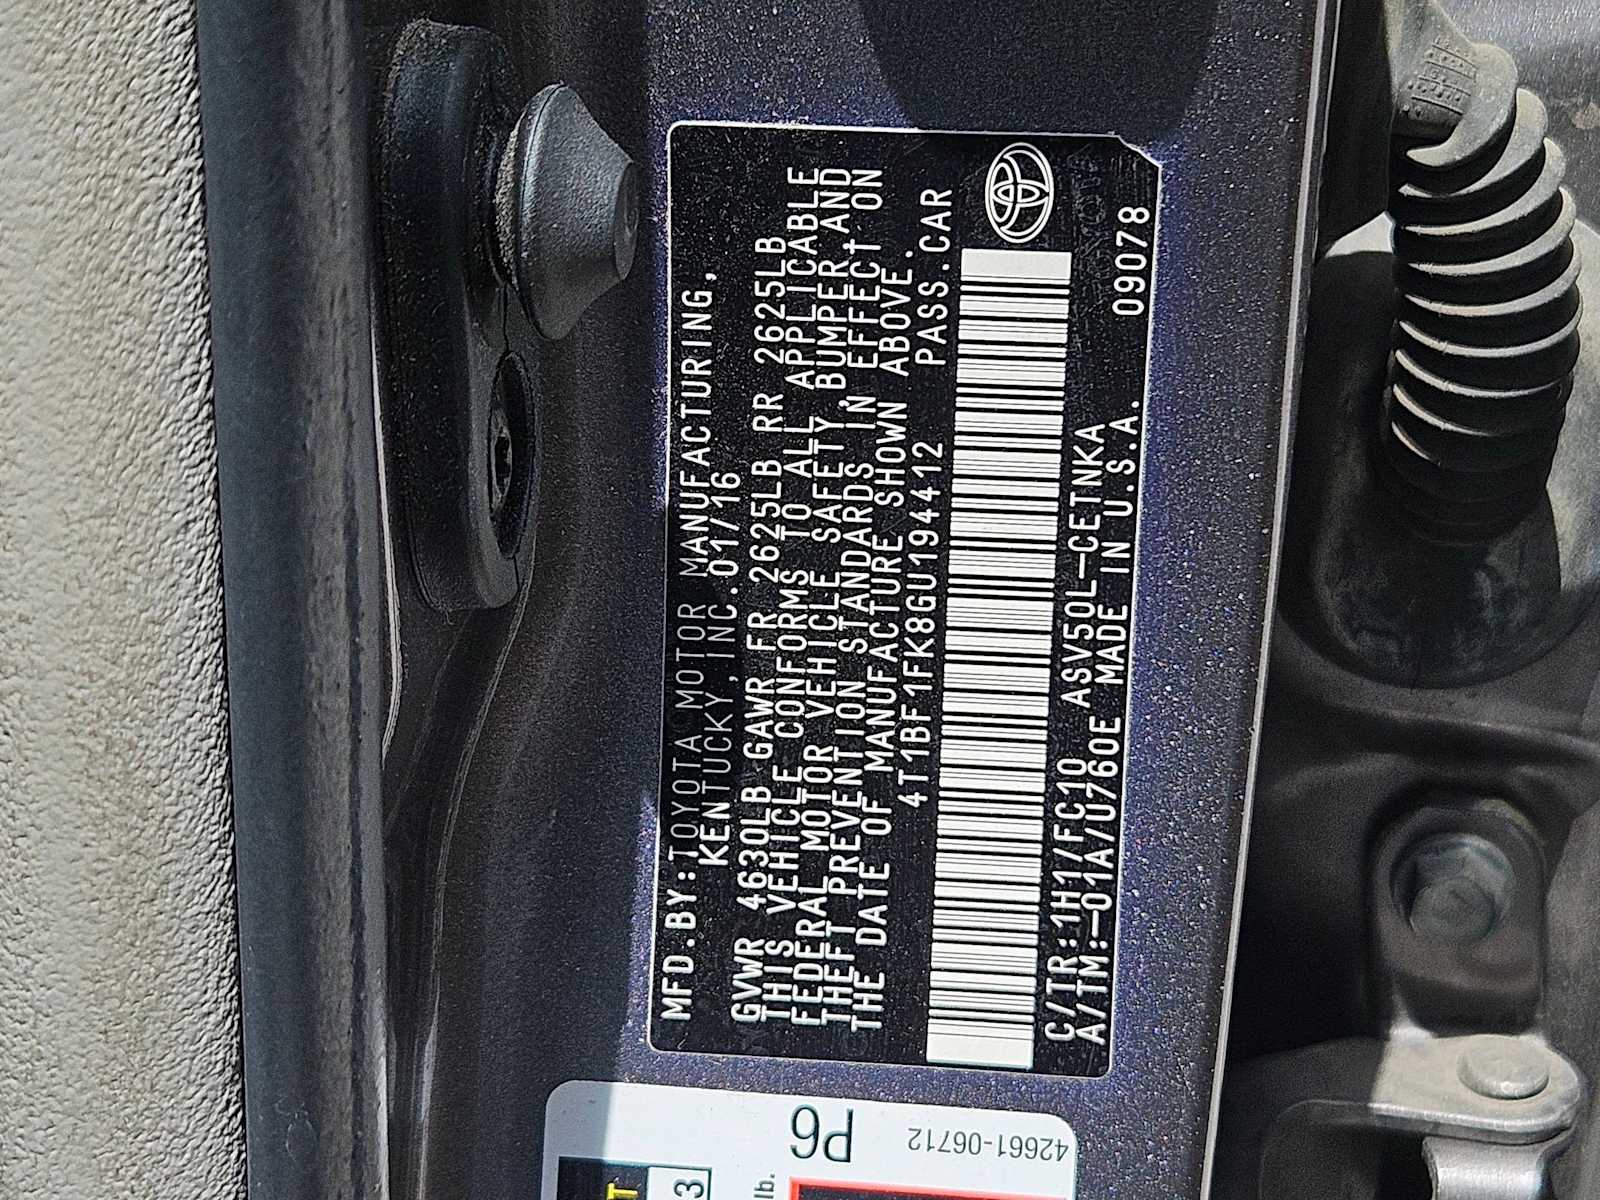 MFD.BY:TOYOTA MOTOR MANUFACTURING,
KENTUCKY,INC.01/16
GVWR 4630LB GAWR FR 2625LB RR 2625LB
THIS VEHICLE CONFORMS TO ALL APPLICABLE
FEDERAL MOTOR VEHICLE SAFETY,BUMPER,AND
THEFT PREVENTION STANDARDS IN EFFECT ON
THE DATE OF MANUFACTURE SHOWN ABOVE.
4T1BF1FK8GU194412 PASS.CAR
C/TR:1H1/FC10 ASV50L-CETNKA
A/TM:-01A/U760E MADE IN U.S.A. 09078
P6
42661-06712
3
lb.